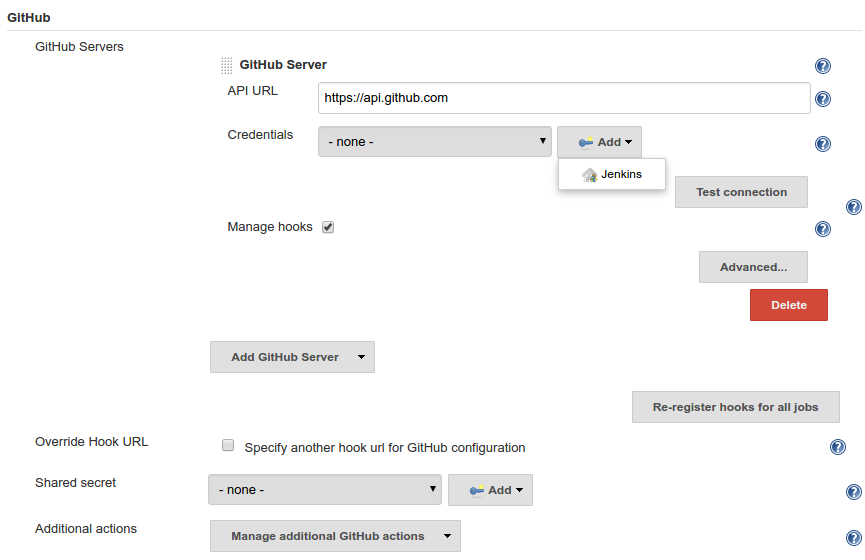 GitHub
GitHub Servers
GitHub Server
API URL
https://api.github.com
Credentials
- none -
Add
Jenkins
Test connection
Manage hooks
Advanced...
Delete
Add GitHub Server
Re-register hooks for all jobs
Override Hook URL
Specify another hook url for GitHub configuration
Shared secret
- none -
Add
Additional actions
Manage additional GitHub actions